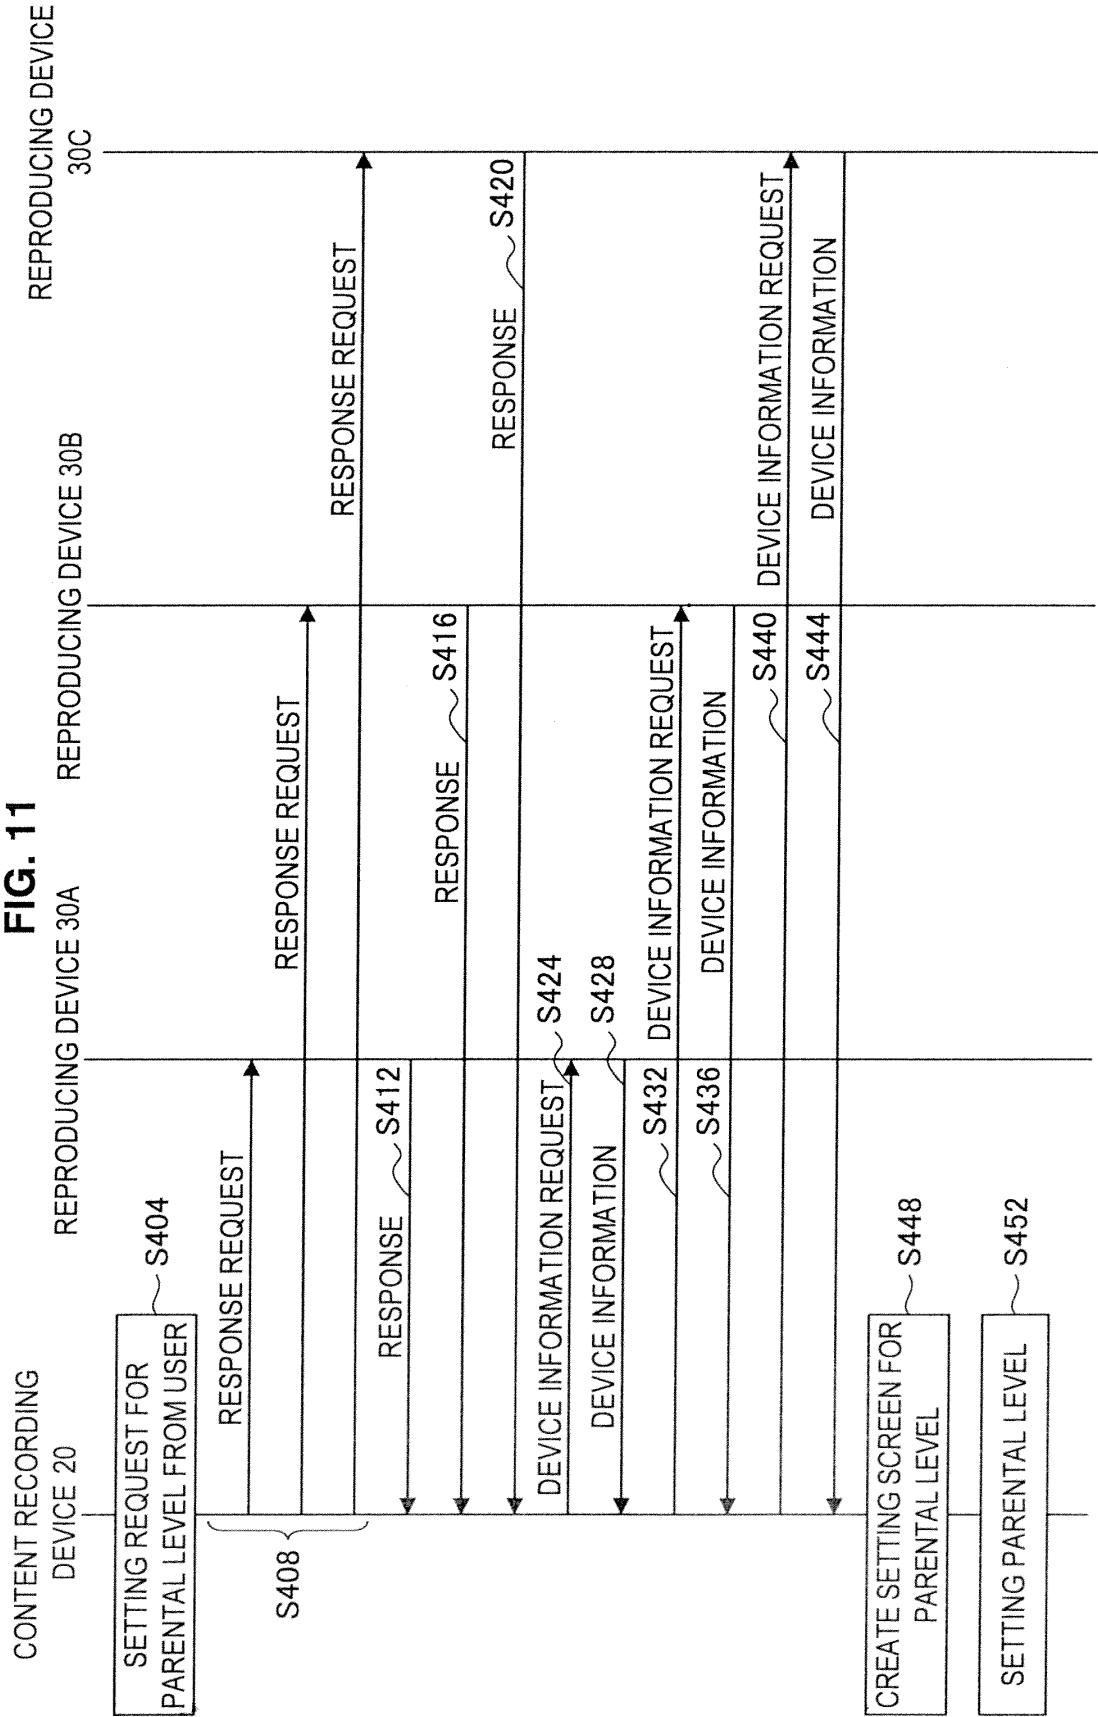 FIG. 11
CONTENT RECORDING
DEVICE 20
REPRODUCING DEVICE 30A
REPRODUCING DEVICE 30B
REPRODUCING DEVICE
30C
SETTING REQUEST FOR
PARENTAL LEVEL FROM USER
S404
RESPONSE REQUEST
RESPONSE REQUEST
RESPONSE REQUEST
S408
RESPONSE
S412
RESPONSE
S416
RESPONSE
S420
DEVICE INFORMATION REQUEST
S424
DEVICE INFORMATION
S428
S432
DEVICE INFORMATION REQUEST
S436
DEVICE INFORMATION
S440
DEVICE INFORMATION REQUEST
S444
DEVICE INFORMATION
CREATE SETTING SCREEN FOR
PARENTAL LEVEL
S448
SETTING PARENTAL LEVEL
S452